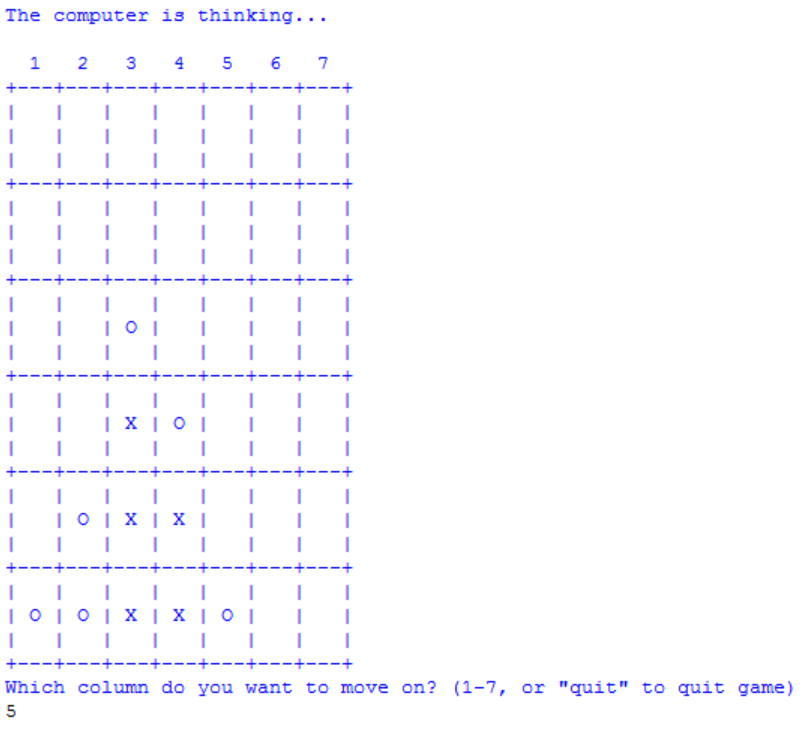 The computer is thinking...
  1   2   3   4   5   6   7
+---+---+---+---+---+---+---+
|   |   |   |   |   |   |   |
|   |   |   |   |   |   |   |
|   |   |   |   |   |   |   |
+---+---+---+---+---+---+---+
|   |   |   |   |   |   |   |
|   |   |   |   |   |   |   |
|   |   |   |   |   |   |   |
+---+---+---+---+---+---+---+
|   |   |   |   |   |   |   |
|   |   | O |   |   |   |   |
|   |   |   |   |   |   |   |
+---+---+---+---+---+---+---+
|   |   |   |   |   |   |   |
|   |   | X | O |   |   |   |
|   |   |   |   |   |   |   |
+---+---+---+---+---+---+---+
|   |   |   |   |   |   |   |
|   | O | X | X |   |   |   |
|   |   |   |   |   |   |   |
+---+---+---+---+---+---+---+
|   |   |   |   |   |   |   |
| O | O | X | X | O |   |   |
|   |   |   |   |   |   |   |
+---+---+---+---+---+---+---+
Which column do you want to move on? (1-7, or "quit" to quit game)
5